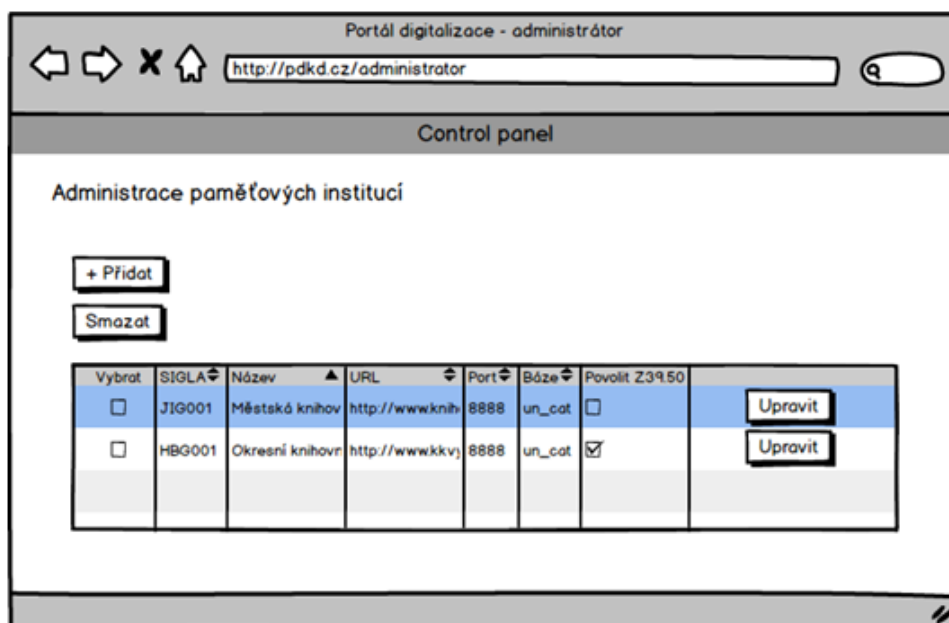 Portál digitalizace - administrátor
http://pdkd.cz/administrator
Control panel
Administrace paměťových institucí
+ Přidat
Smazat
Vybrat SIGLA Název URL Port Báze Povolit Z39.50
JIG001 Městská knihov http://www.knih 8888 un_cat Upravit
HBG001 Okresní knihovn http://www.kkvy 8888 un_cat Upravit